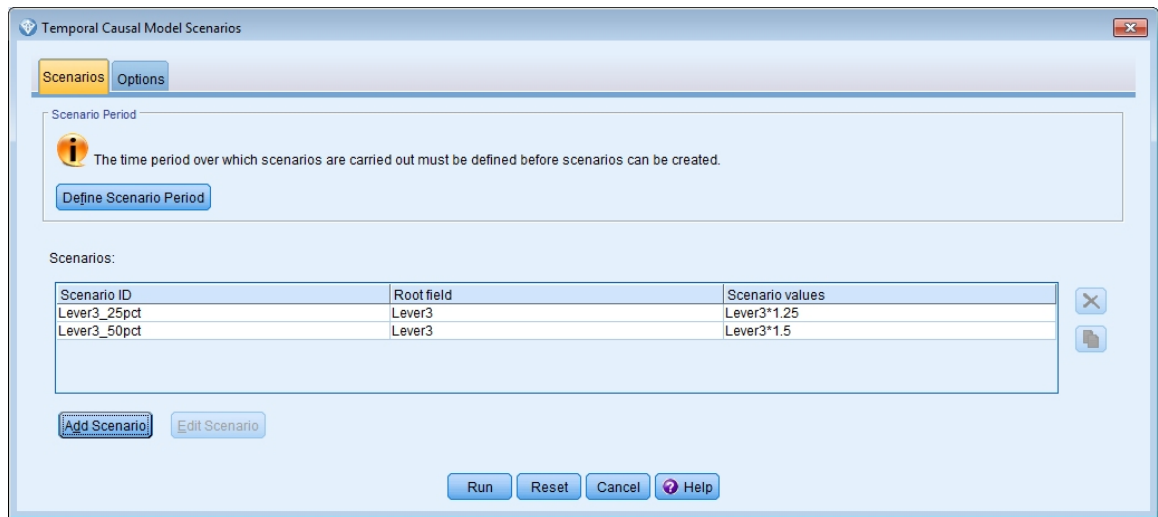 Temporal Causal Model Scenarios
Scenarios Options
Scenario Period
The time period over which scenarios are carried out must be defined before scenarios can be created.
Define Scenario Period
Scenarios:
Scenario ID Root field Scenario values
Lever3_25pct Lever3 Lever3*1.25
Lever3_50pct Lever3 Lever3*1.5
Add Scenario Edit Scenario
Run Reset Cancel Help